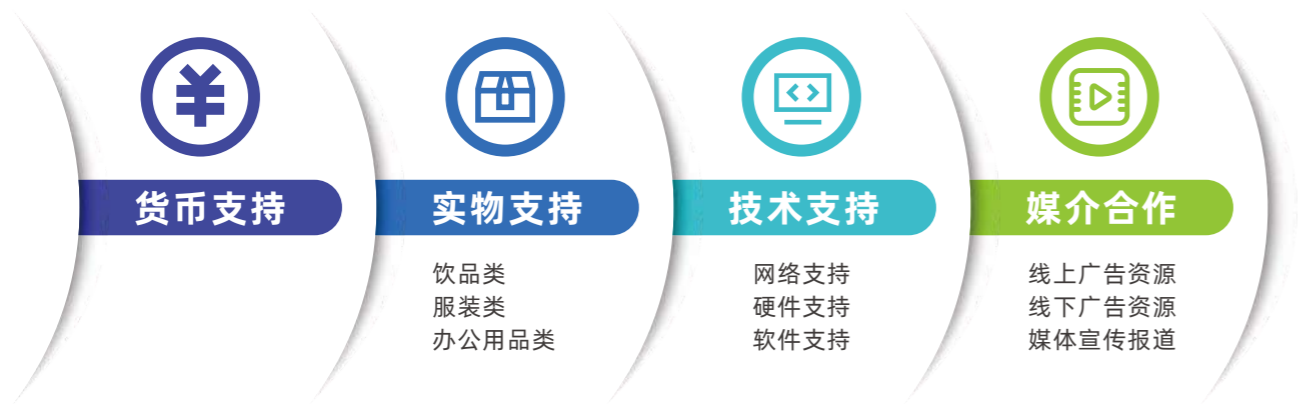 货币支持
实物支持
饮品类
服装类
办公用品类
技术支持
网络支持
硬件支持
软件支持
媒介合作
线上广告资源
线下广告资源
媒体宣传报道